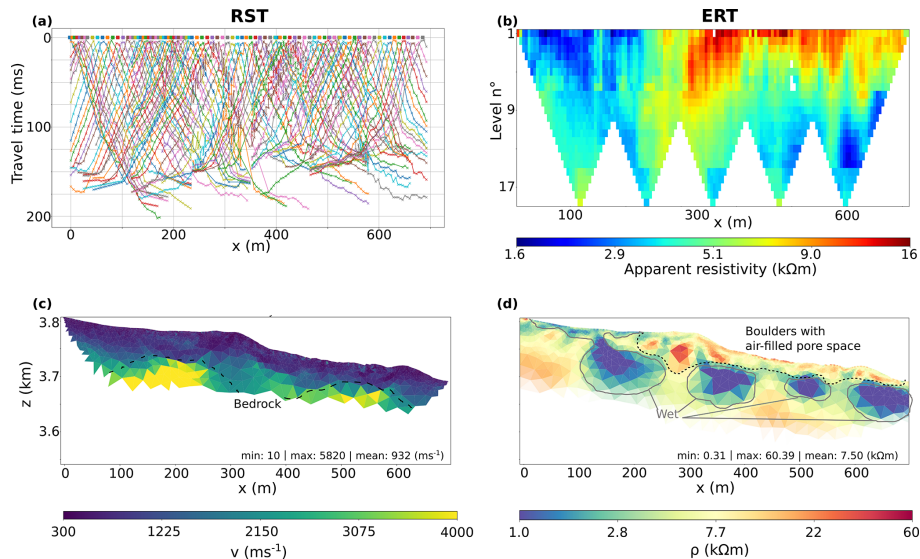 RST
ERT
(a)
(b)
0
100
200
Travel time (ms)
0
200
400
600
x (m)
1
9
17
Level n°
100
300
600
x (m)
1.6
2.9
5.1
9.0
16
Apparent resistivity (kΩm)
(c)
3.8
3.7
3.6
z (km)
Bedrock
min: 10 | max: 5820 | mean: 932 (ms⁻¹)
0
100
200
300
400
500
600
x (m)
300
1225
2150
3075
4000
v (ms⁻¹)
(d)
Boulders with
air-filled pore space
Wet
min: 0.31 | max: 60.39 | mean: 7.50 (kΩm)
0
100
200
300
400
500
600
x (m)
1.0
2.8
7.7
22
60
ρ (kΩm)